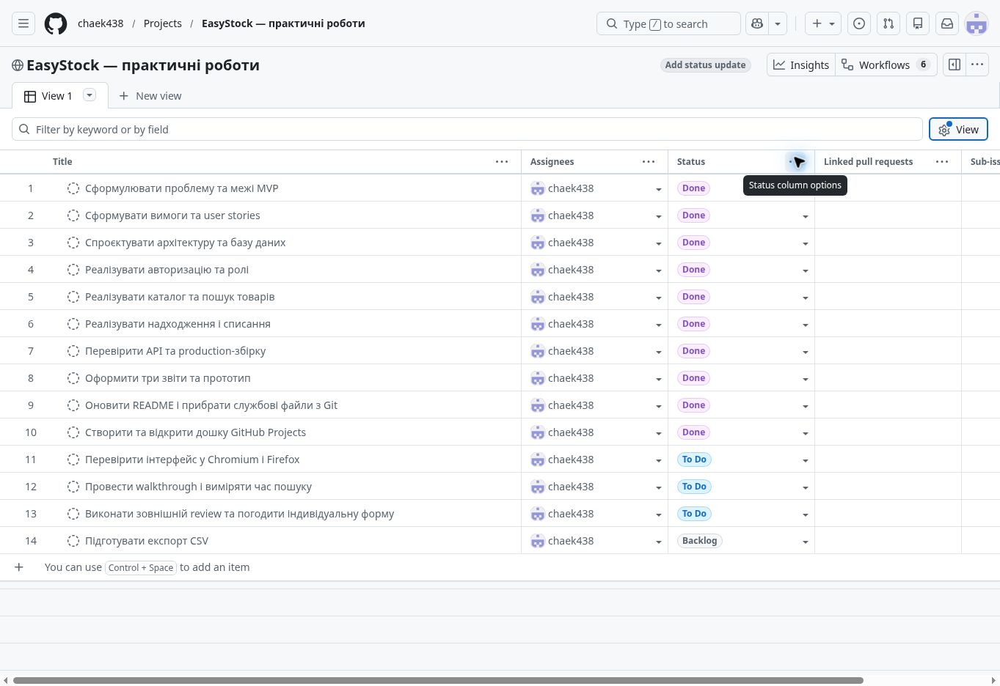 chaek438 / Projects / EasyStock — практичні роботи
Type / to search
EasyStock — практичні роботи
Add status update
Insights
Workflows 6
View 1
New view
Filter by keyword or by field
View
Title Assignees Status Linked pull requests Sub-iss
Status column options
1 Сформулювати проблему та межі MVP chaek438 Done
2 Сформувати вимоги та user stories chaek438 Done
3 Спроєктувати архітектуру та базу даних chaek438 Done
4 Реалізувати авторизацію та ролі chaek438 Done
5 Реалізувати каталог та пошук товарів chaek438 Done
6 Реалізувати надходження і списання chaek438 Done
7 Перевірити API та production-збірку chaek438 Done
8 Оформити три звіти та прототип chaek438 Done
9 Оновити README і прибрати службові файли з Git chaek438 Done
10 Створити та відкрити дошку GitHub Projects chaek438 Done
11 Перевірити інтерфейс у Chromium і Firefox chaek438 To Do
12 Провести walkthrough і виміряти час пошуку chaek438 To Do
13 Виконати зовнішній review та погодити індивідуальну форму chaek438 To Do
14 Підготувати експорт CSV chaek438 Backlog
You can use Control + Space to add an item